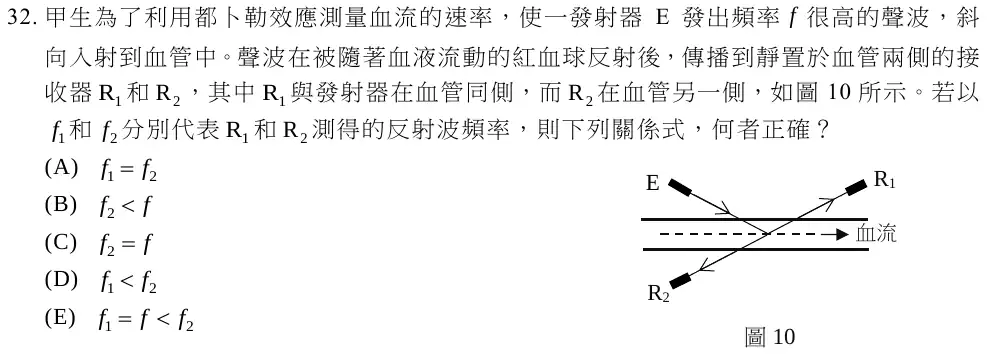 32. 甲生為了利用都卜勒效應測量血流的速率，使一發射器 E 發出頻率 f 很高的聲波，斜
向入射到血管中。聲波在被隨著血液流動的紅血球反射後，傳播到靜置於血管兩側的接
收器 R₁ 和 R₂，其中 R₁ 與發射器在血管同側，而 R₂ 在血管另一側，如圖 10 所示。若以
f₁ 和 f₂ 分別代表 R₁ 和 R₂ 測得的反射波頻率，則下列關係式，何者正確？
(A) f₁ = f₂
(B) f₂ < f
(C) f₂ = f
(D) f₁ < f₂
(E) f₁ = f < f₂
E
R₁
血流
R₂
圖 10